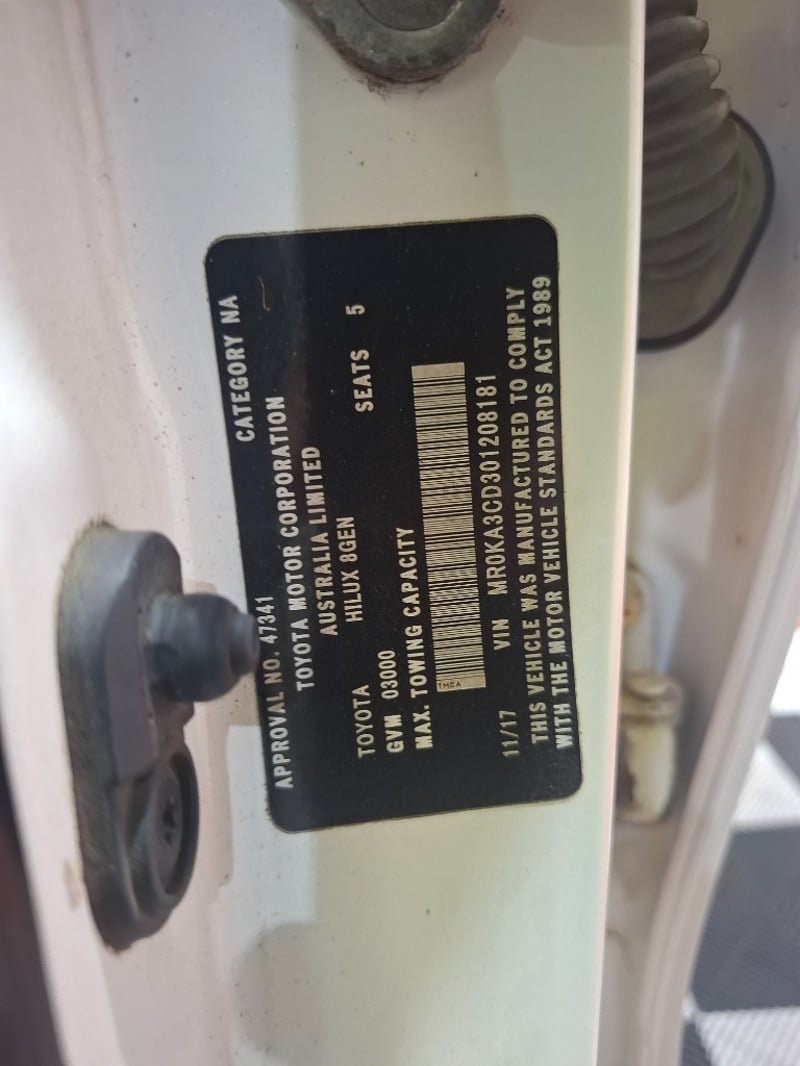 APPROVAL NO. 47341 CATEGORY NA
TOYOTA MOTOR CORPORATION
AUSTRALIA LIMITED
HILUX 8GEN
TOYOTA SEATS 5
GVM 03000
MAX. TOWING CAPACITY
11/17 VIN MR0KA3CD301208181
THIS VEHICLE WAS MANUFACTURED TO COMPLY
WITH THE MOTOR VEHICLE STANDARDS ACT 1989